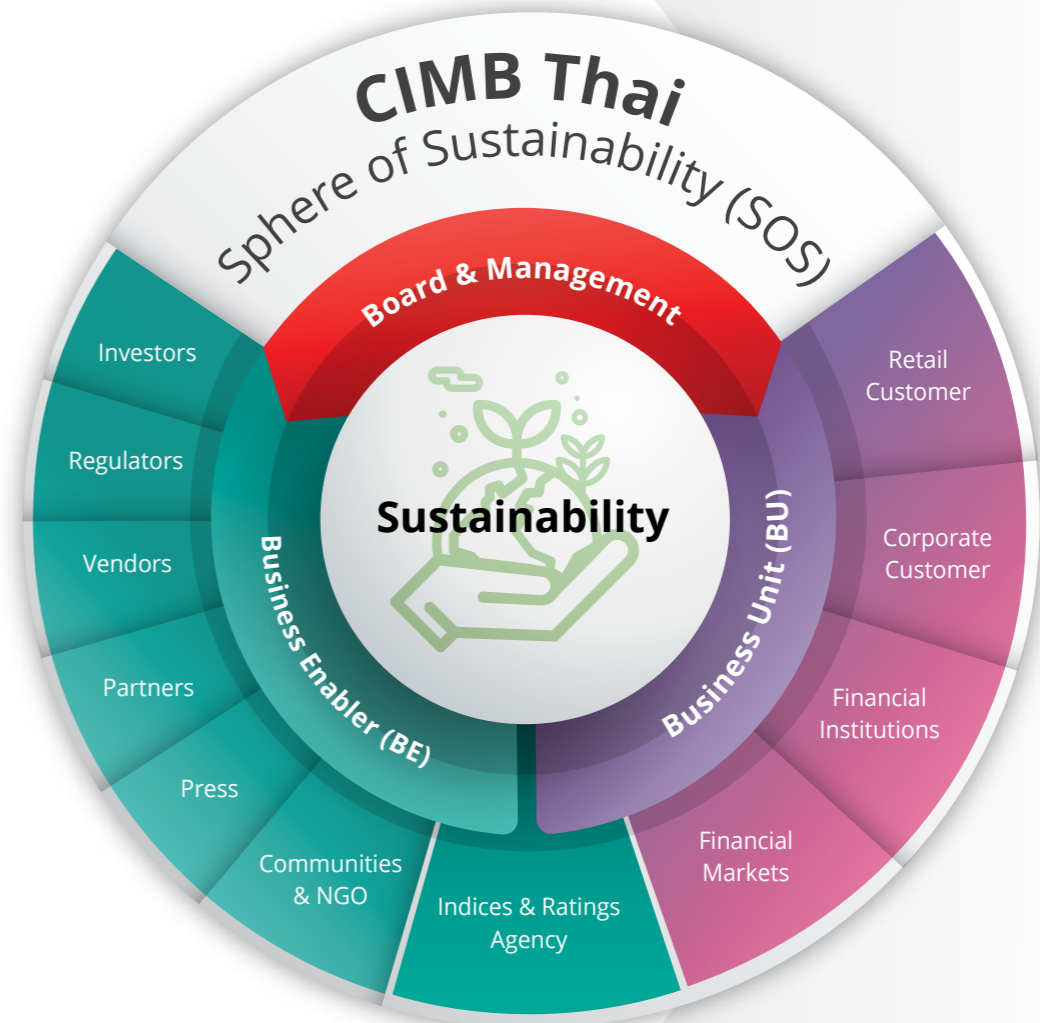 CIMB Thai
Sphere of Sustainability (SOS)
Board & Management
Sustainability
Business Enabler (BE)
Business Unit (BU)
Investors
Regulators
Vendors
Partners
Press
Communities
& NGO
Indices & Ratings
Agency
Financial
Markets
Financial
Institutions
Corporate
Customer
Retail
Customer